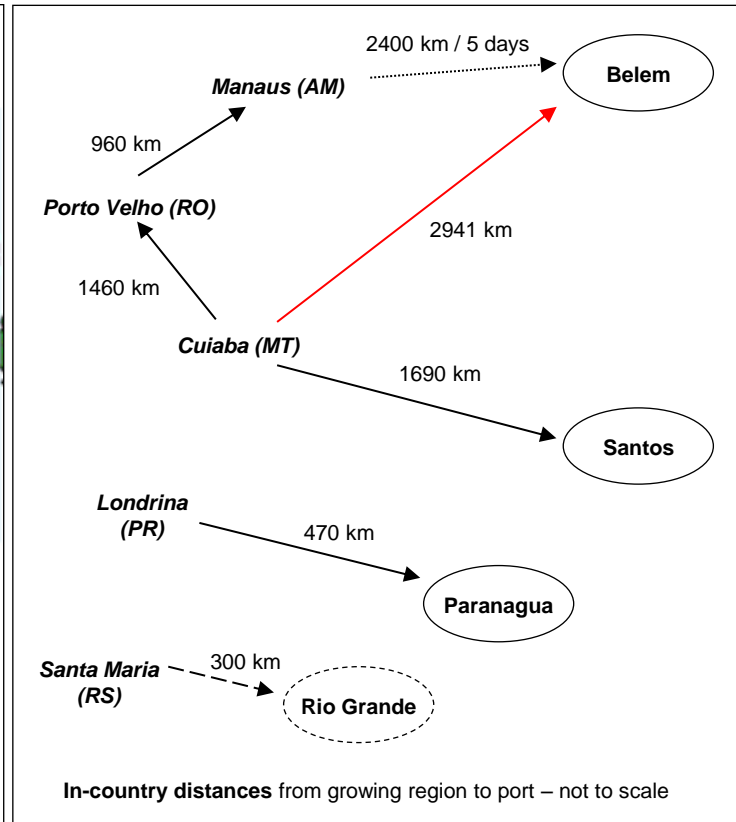 2400 km / 5 days
Belem
Manaus (AM)
960 km
Porto Velho (RO)
2941 km
1460 km
Cuiaba (MT)
1690 km
Santos
Londrina
(PR)
470 km
Paranagua
Santa Maria
(RS)
300 km
Rio Grande
In-country distances from growing region to port – not to scale